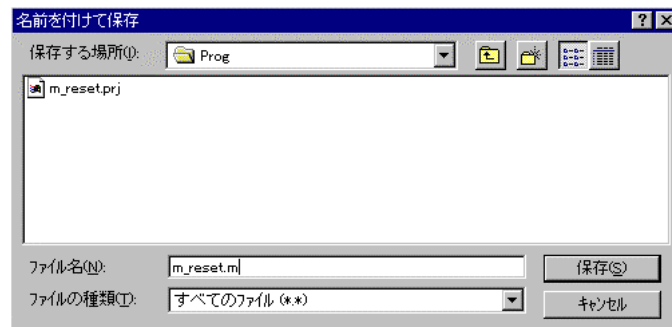 名前を付けて保存
保存する場所(I): Prog
m_reset.prj
ファイル名(N): m_reset.m 保存(S)
ファイルの種類(T): すべてのファイル (*.*) キャンセル